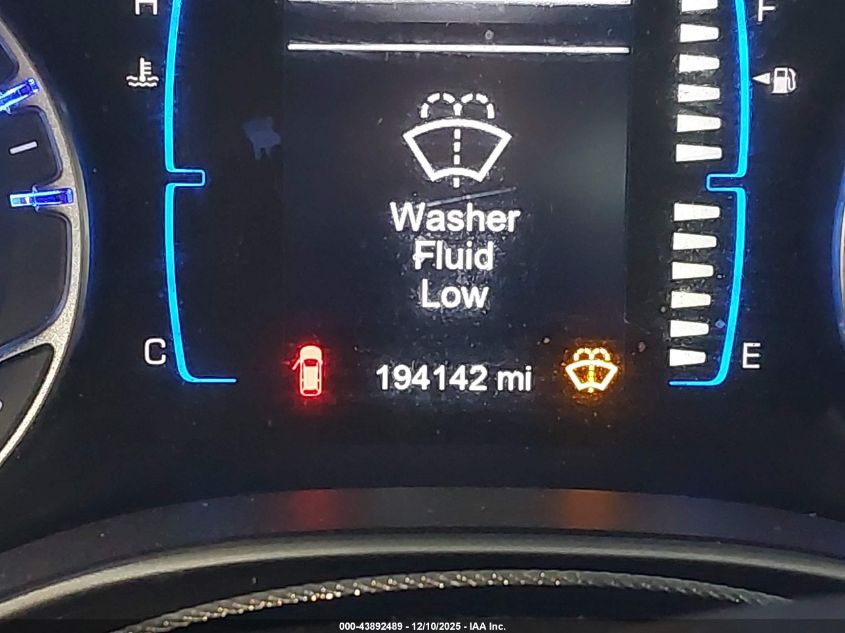 H
F
Washer
Fluid
Low
C
194142 mi
E
000-43892489 - 12/10/2025 - IAA Inc.